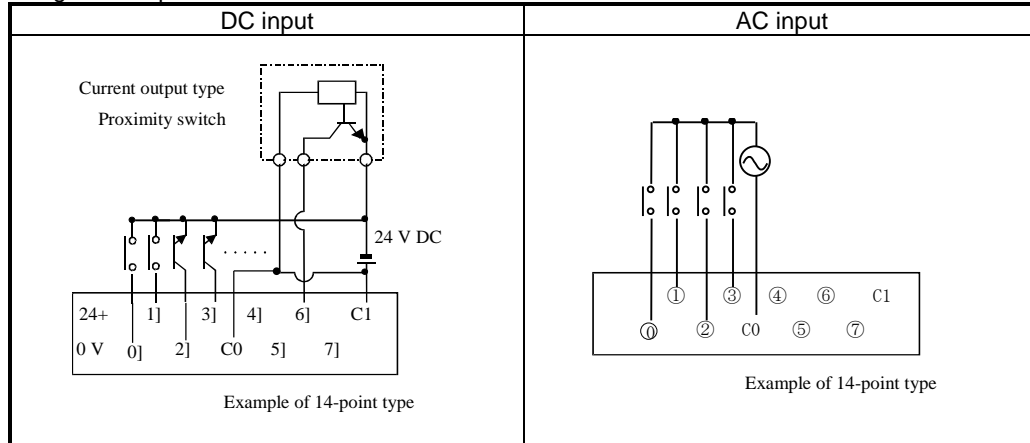 DC input
AC input
Current output type
Proximity switch
24 V DC
24+ 1] 3] 4] 6] C1
0 V 0] 2] C0 5] 7]
Example of 14-point type
① ③ ④ ⑥ C1
⓪ ② C0 ⑤ ⑦
Example of 14-point type